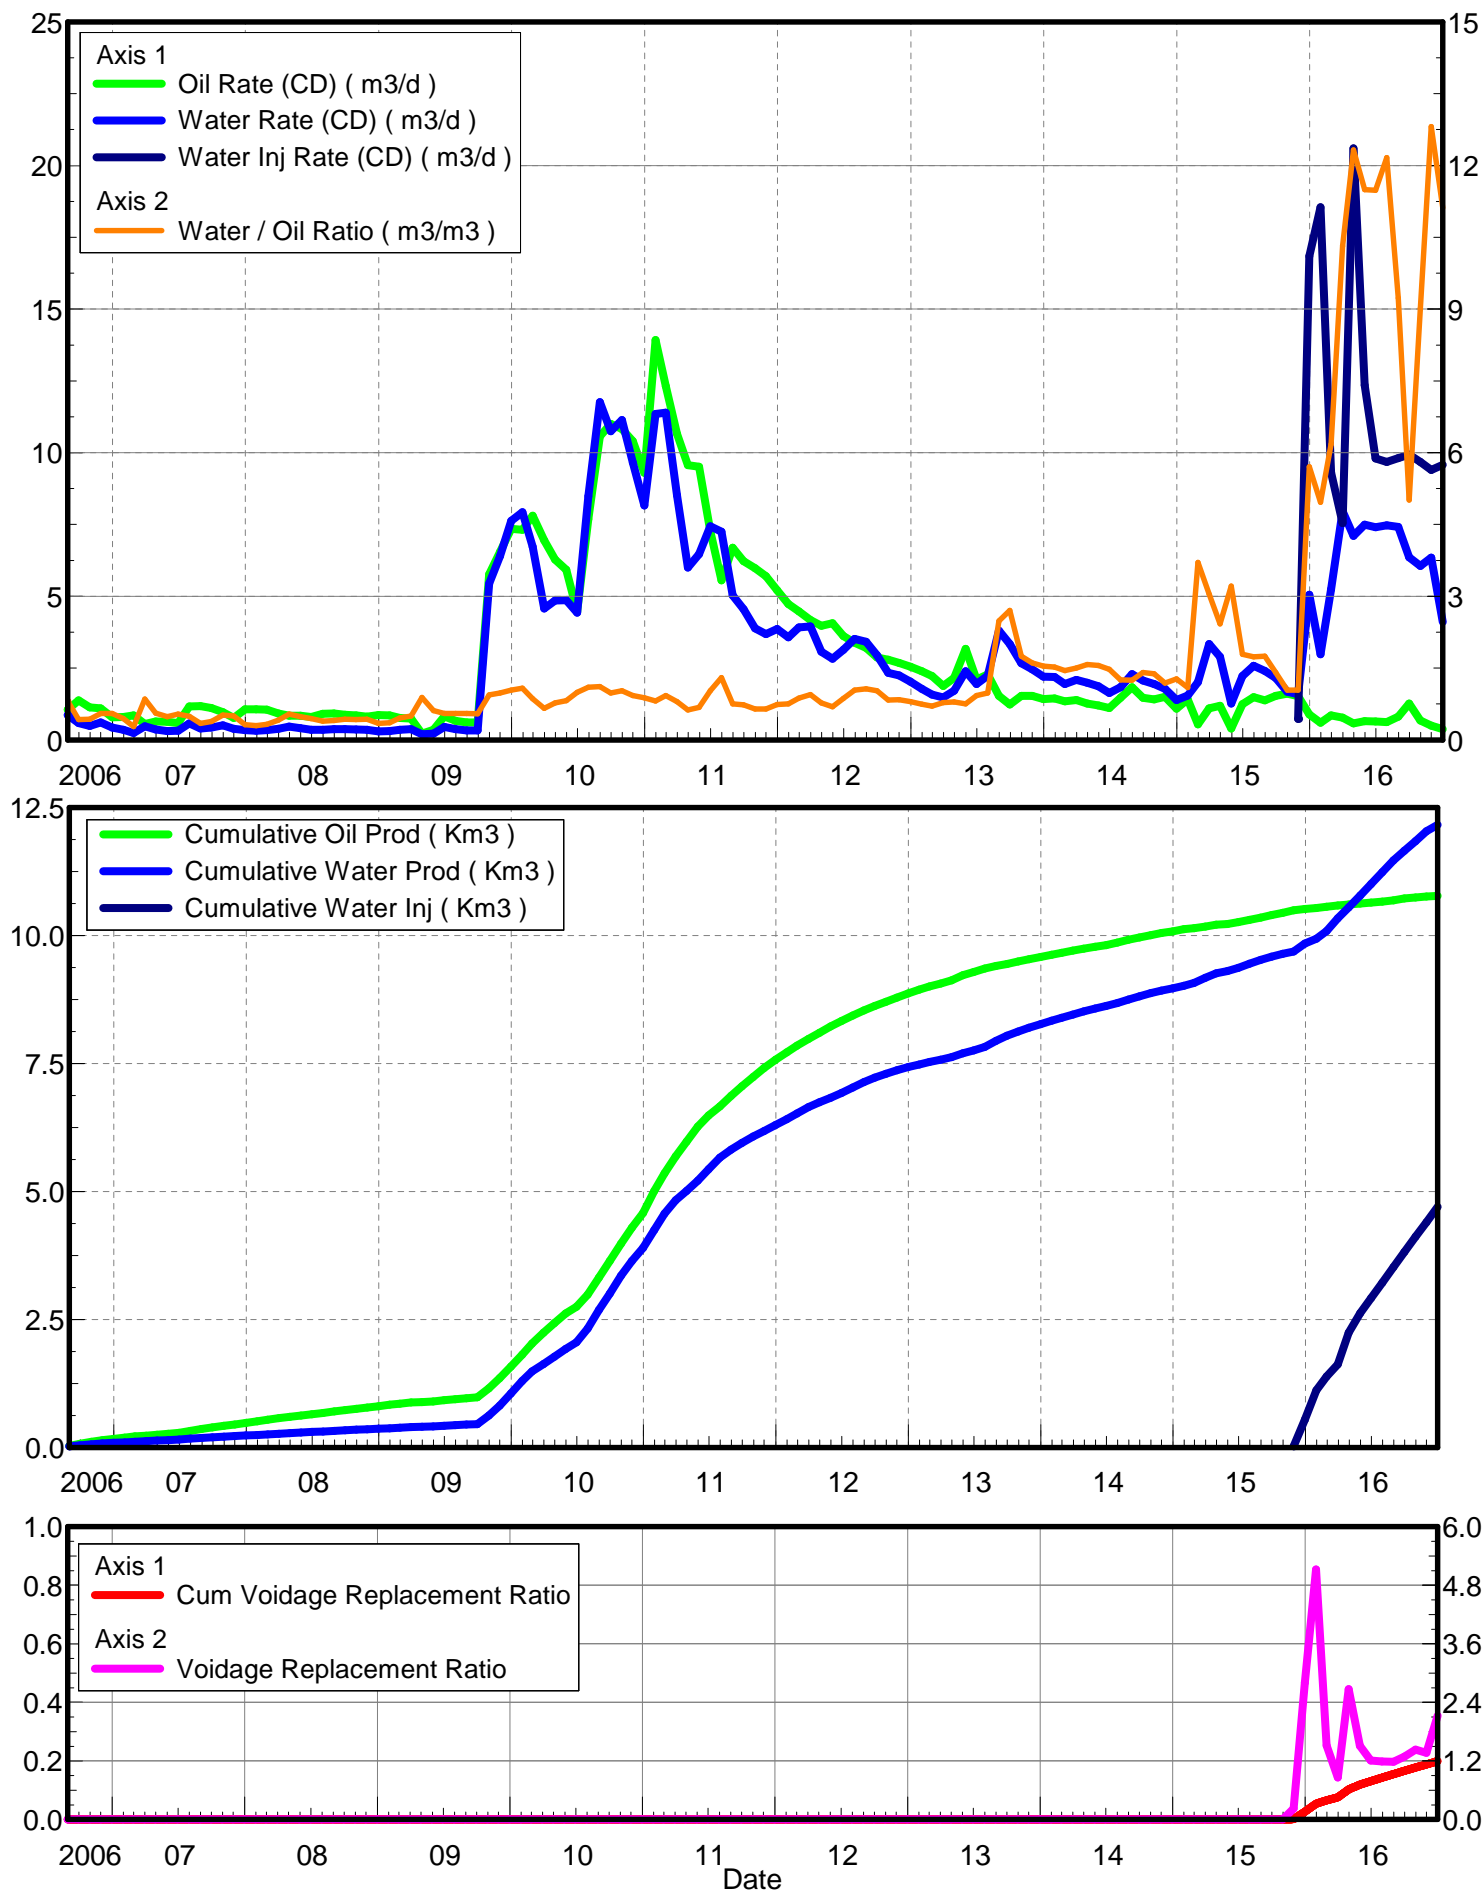 25
15
Axis 1
Oil Rate (CD) ( m3/d )
Water Rate (CD) ( m3/d )
Water Inj Rate (CD) ( m3/d )
Axis 2
Water / Oil Ratio ( m3/m3 )
20
12
15
9
10
6
5
3
0
0
2006 07 08 09 10 11 12 13 14 15 16
12.5
Cumulative Oil Prod ( Km3 )
Cumulative Water Prod ( Km3 )
Cumulative Water Inj ( Km3 )
10.0
7.5
5.0
2.5
0.0
2006 07 08 09 10 11 12 13 14 15 16
1.0
6.0
Axis 1
Cum Voidage Replacement Ratio
Axis 2
Voidage Replacement Ratio
0.8
4.8
0.6
3.6
0.4
2.4
0.2
1.2
0.0
0.0
2006 07 08 09 10 11 12 13 14 15 16
Date